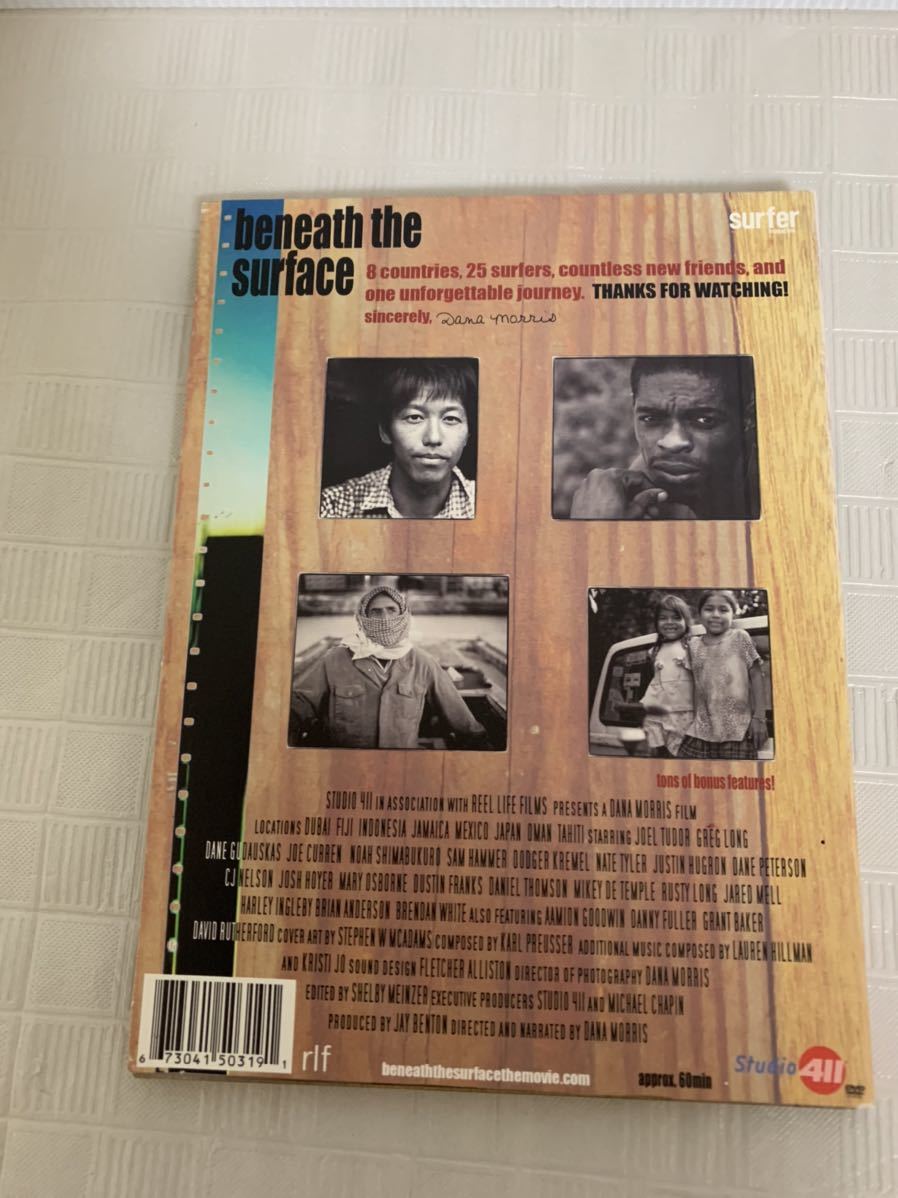 beneath the
surface
surfer
8 countries, 25 surfers, countless new friends, and
one unforgettable journey. THANKS FOR WATCHING!
sincerely, Dana Morris
tons of bonus features!
STUDIO 411 IN ASSOCIATION WITH REEL LIFE FILMS PRESENTS A DANA MORRIS FILM
LOCATIONS DUBAI FIJI INDONESIA JAMAICA MEXICO JAPAN OMAN TAHITI STARRING JOEL TUDOR GREG LONG
DANE GUDAUSKAS JOE CURREN NOAH SHIMABUKURO SAM HAMMER DODGER KREMEL NATE TYLER JUSTIN HUGRON DANE PETERSON
CJ NELSON JOSH HOYER MARY OSBORNE DUSTIN FRANKS DANIEL THOMSON MIKEY DE TEMPLE RUSTY LONG JARED MELL
HARLEY INGLEBY BRIAN ANDERSON BRENDAN WHITE ALSO FEATURING AAMION GOODWIN DANNY FULLER GRANT BAKER
DAVID RUTHERFORD COVER ART BY STEPHEN W MCADAMS COMPOSED BY KARL PREUSSER ADDITIONAL MUSIC COMPOSED BY LAUREN HILLMAN
AND KRISTI JO SOUND DESIGN FLETCHER ALLISTON DIRECTOR OF PHOTOGRAPHY DANA MORRIS
EDITED BY SHELBY MEINZER EXECUTIVE PRODUCERS STUDIO 411 AND MICHAEL CHAPIN
PRODUCED BY JAY BENTON DIRECTED AND NARRATED BY DANA MORRIS
6 73041 50319 1
rlf
beneaththesurfacethemovie.com
approx. 60min
Studio 411